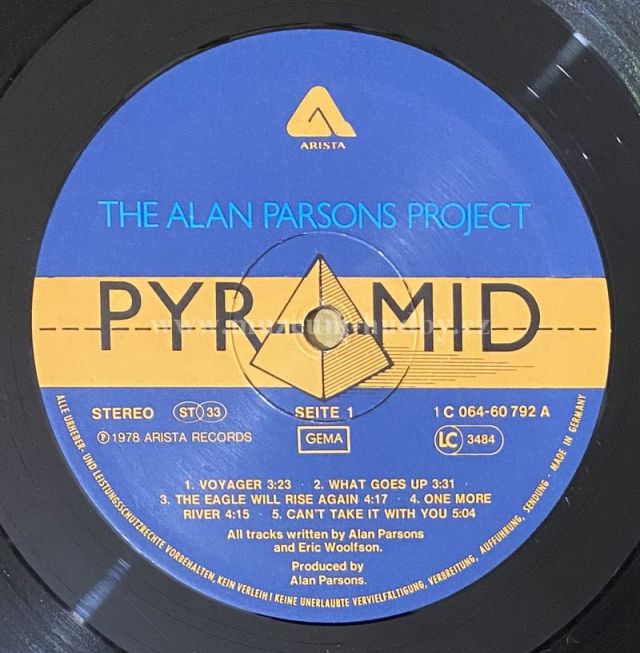 ARISTA
THE ALAN PARSONS PROJECT
PYR MID
STEREO ST 33 SEITE 1 1 C 064-60 792 A
℗ 1978 ARISTA RECORDS GEMA LC 3484
1. VOYAGER 3:23 · 2. WHAT GOES UP 3:31 ·
3. THE EAGLE WILL RISE AGAIN 4:17 · 4. ONE MORE
RIVER 4:15 · 5. CAN'T TAKE IT WITH YOU 5:04
All tracks written by Alan Parsons
and Eric Woolfson.
Produced by
Alan Parsons.
ALLE URHEBER- UND LEISTUNGSSCHUTZRECHTE VORBEHALTEN, KEIN VERLEIH! KEINE UNERLAUBTE VERVIELFÄLTIGUNG, VERBREITUNG, AUFFÜHRUNG, SENDUNG · MADE IN GERMANY